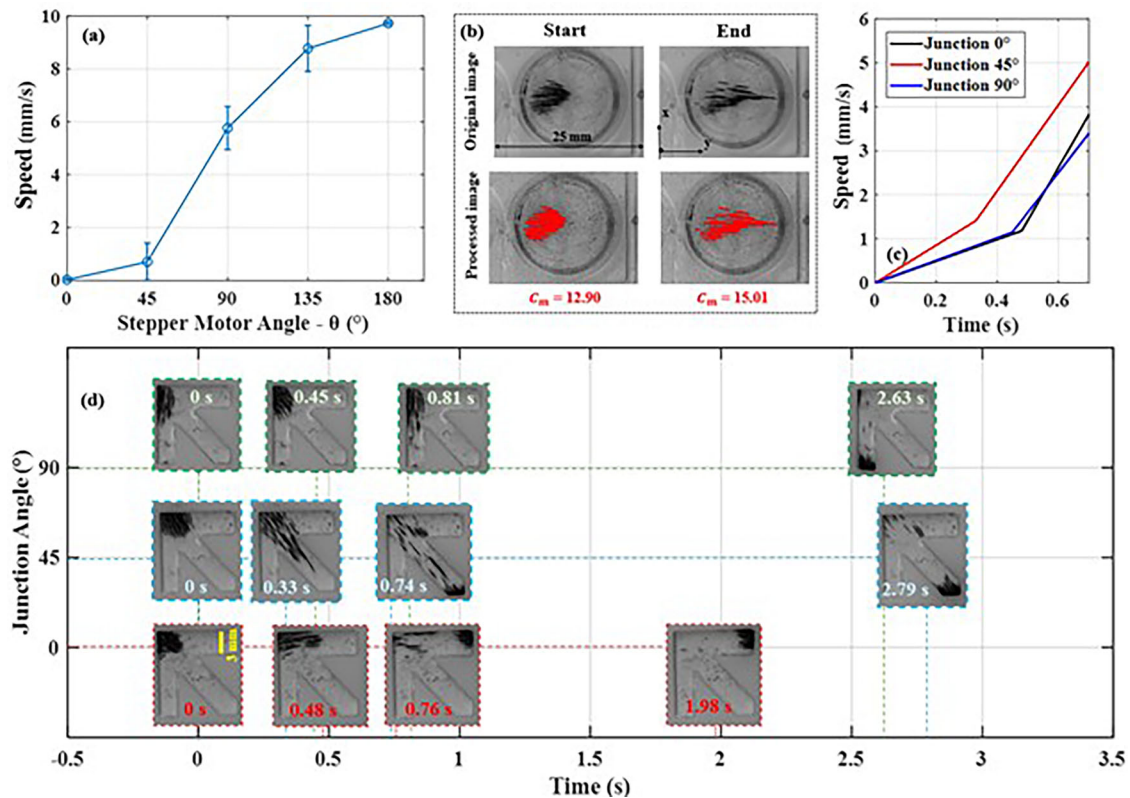 (a)
Speed (mm/s)
10
8
6
4
2
0
0 45 90 135 180
Stepper Motor Angle - θ (°)
(b)
Start End
Original image
25 mm
x
y
Processed image
Cₘ = 12.90 Cₘ = 15.01
(c)
Junction 0°
Junction 45°
Junction 90°
Speed (mm/s)
6
5
4
3
2
1
0
0 0.2 0.4 0.6
Time (s)
(d)
Junction Angle (°)
90
45
0
0 s 0.45 s 0.81 s 2.63 s
0 s 0.33 s 0.74 s 2.79 s
3 mm
0 s 0.48 s 0.76 s 1.98 s
-0.5 0 0.5 1 1.5 2 2.5 3 3.5
Time (s)